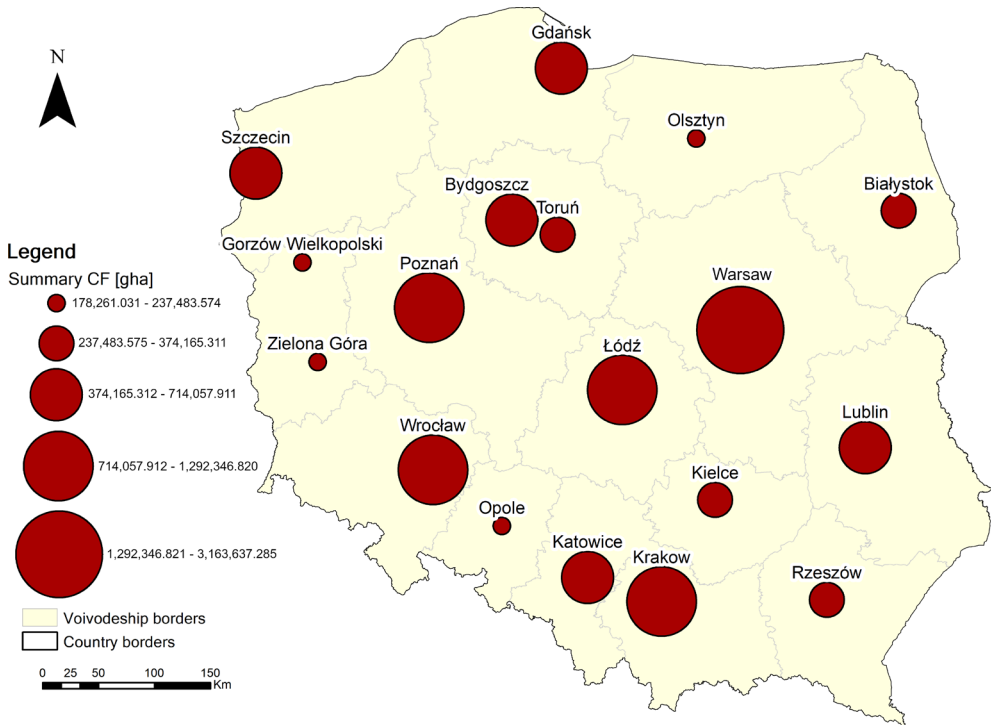 Gdańsk
N
Olsztyn
Szczecin
Białystok
Bydgoszcz
Toruń
Gorzów Wielkopolski
Poznań
Warsaw
Zielona Góra
Łódź
Wrocław
Lublin
Kielce
Opole
Katowice
Krakow
Rzeszów
Legend
Summary CF [gha]
178,261.031 - 237,483.574
237,483.575 - 374,165.311
374,165.312 - 714,057.911
714,057.912 - 1,292,346.820
1,292,346.821 - 3,163,637.285
Voivodeship borders
Country borders
0 25 50 100 150
Km